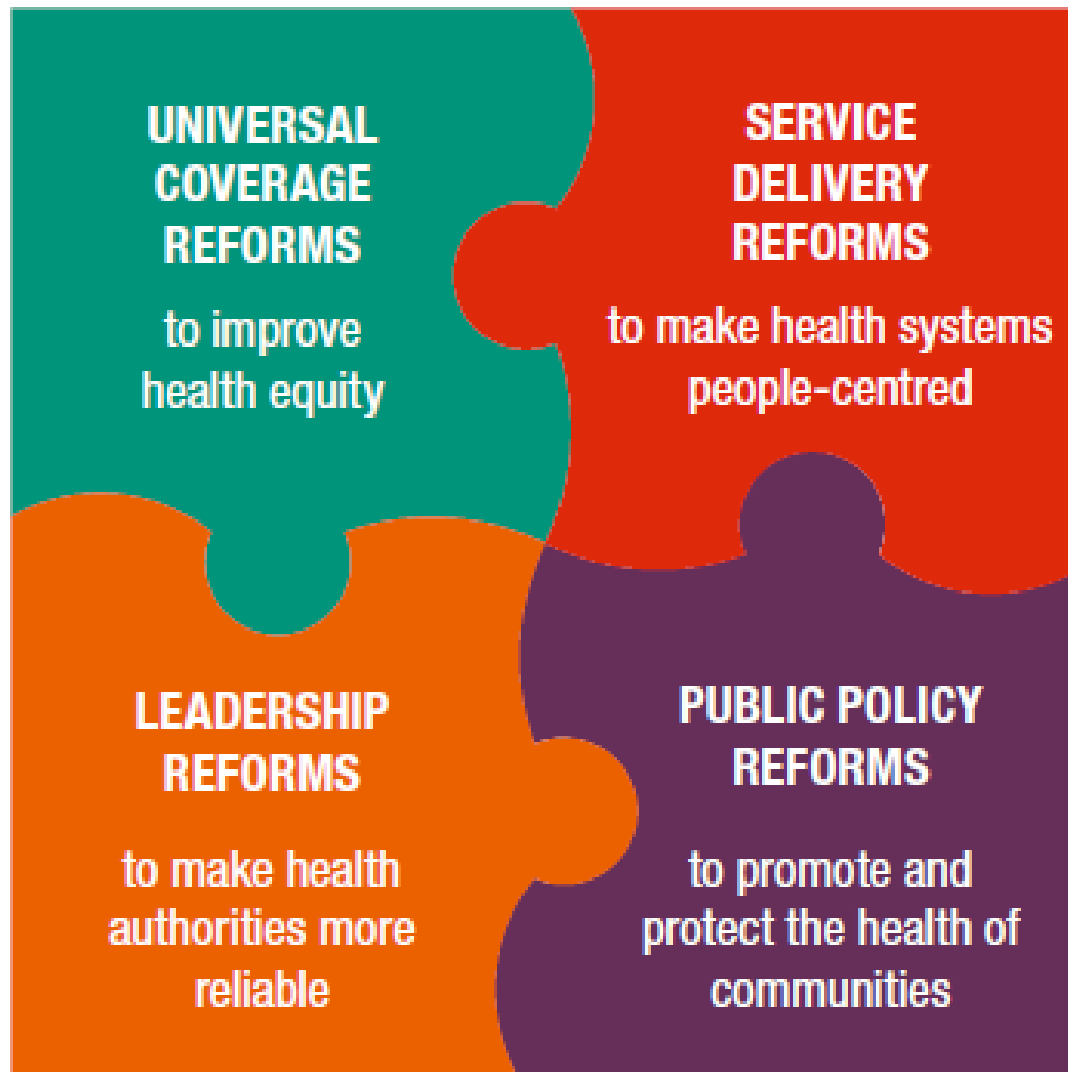 UNIVERSAL
COVERAGE
REFORMS
to improve
health equity
SERVICE
DELIVERY
REFORMS
to make health systems
people-centred
LEADERSHIP
REFORMS
to make health
authorities more
reliable
PUBLIC POLICY
REFORMS
to promote and
protect the health of
communities